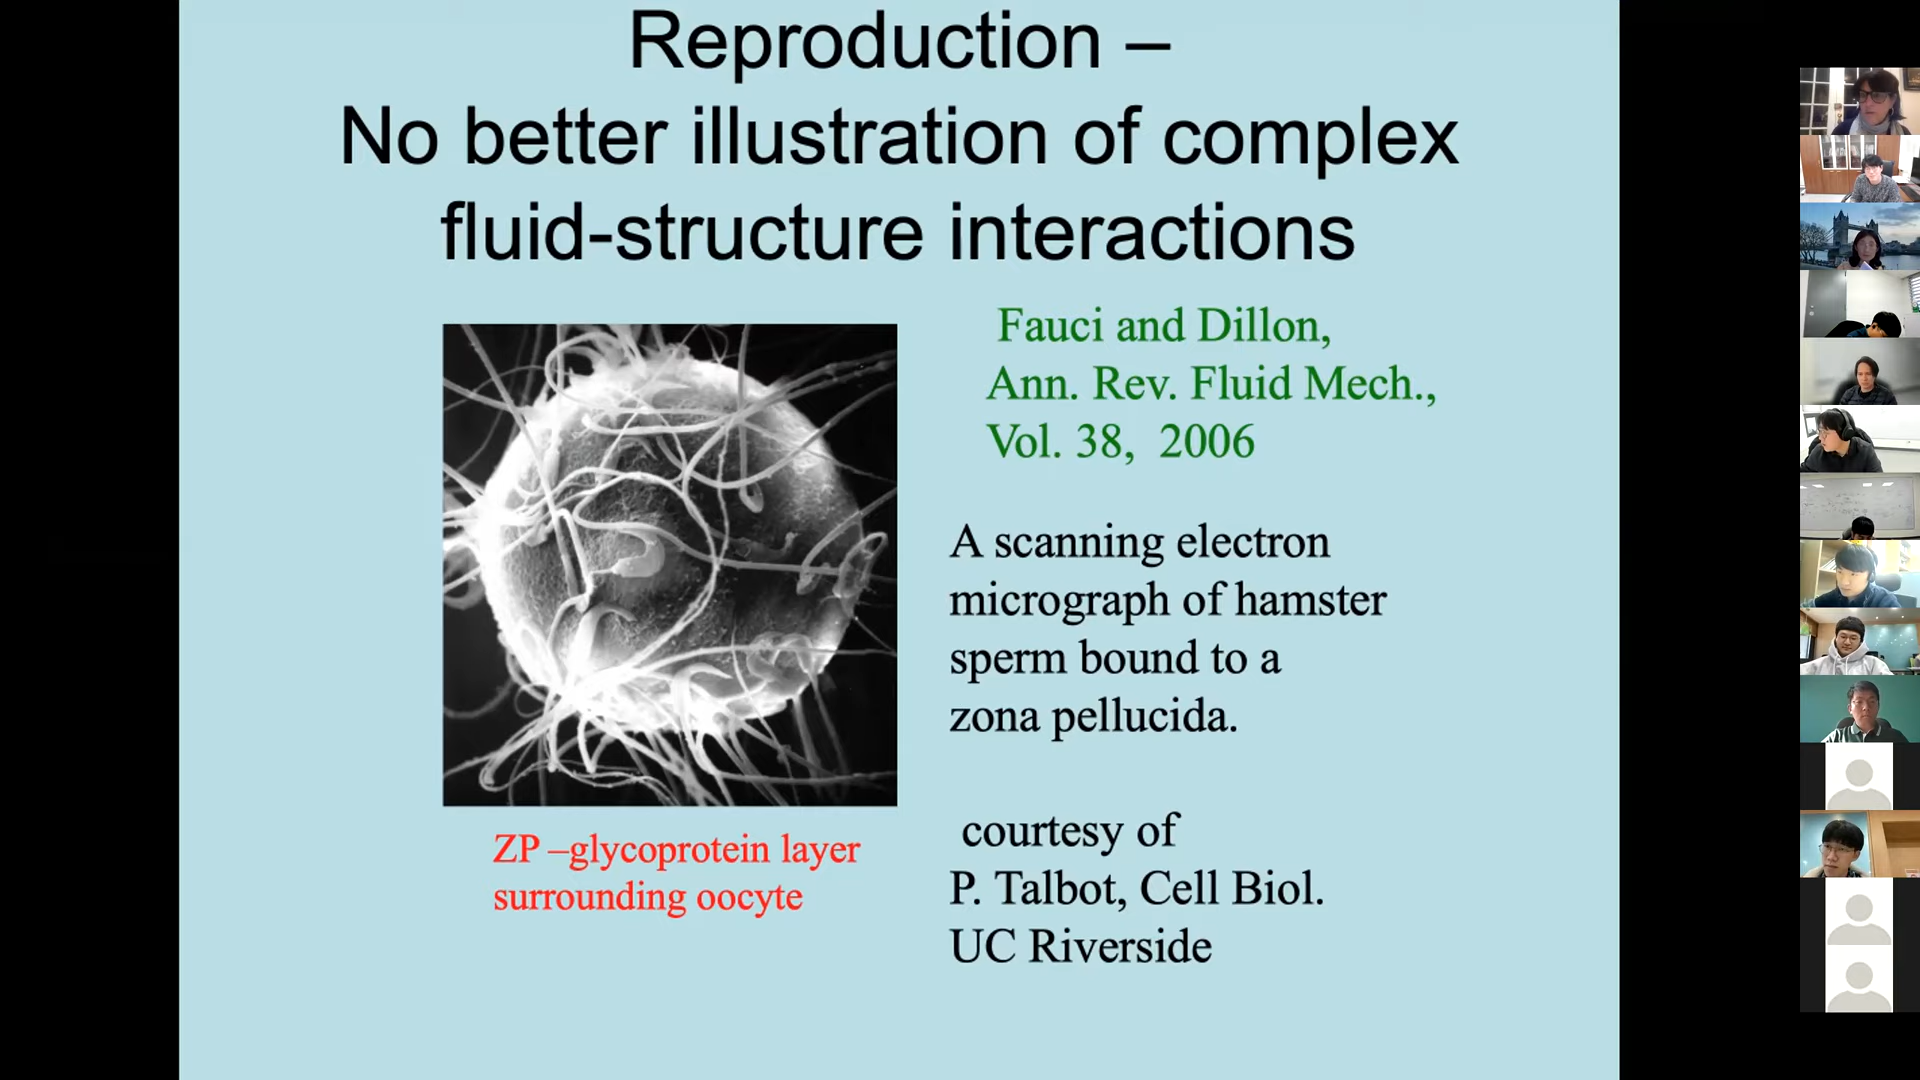 Reproduction –
No better illustration of complex
fluid-structure interactions
Fauci and Dillon,
Ann. Rev. Fluid Mech.,
Vol. 38, 2006
A scanning electron
micrograph of hamster
sperm bound to a
zona pellucida.
courtesy of
P. Talbot, Cell Biol.
UC Riverside
ZP –glycoprotein layer
surrounding oocyte